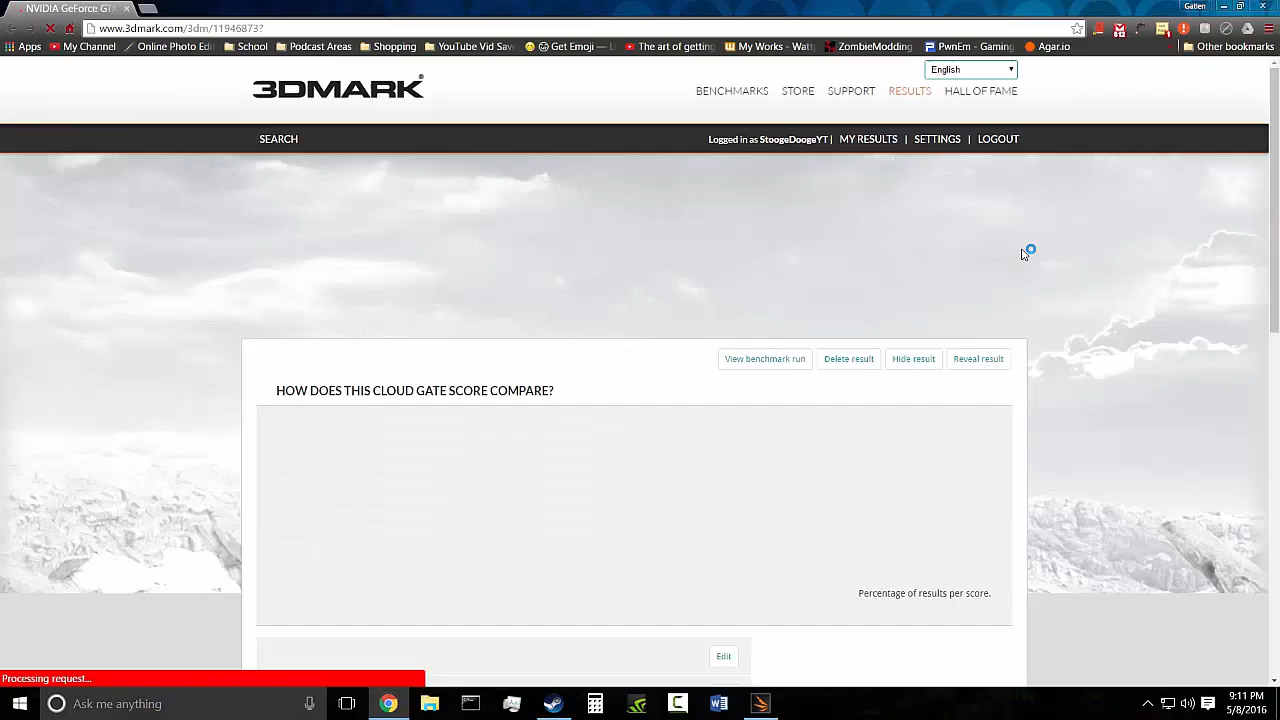 NVIDIA GeForce GT
Gatlen
www.3dmark.com/3dm/11946873?
Apps
My Channel
Online Photo Edi
School
Podcast Areas
Shopping
YouTube Vid Save
Get Emoji —
The art of getting
My Works - Watt
ZombieModding
PwnEm - Gaming
Agar.io
Other bookmarks
3DMARK
English
BENCHMARKS
STORE
SUPPORT
RESULTS
HALL OF FAME
SEARCH
Logged in as StoogeDoogeYT | MY RESULTS | SETTINGS | LOGOUT
View benchmark run
Delete result
Hide result
Reveal result
HOW DOES THIS CLOUD GATE SCORE COMPARE?
Percentage of results per score.
Edit
Processing request...
Ask me anything
9:11 PM
5/8/2016